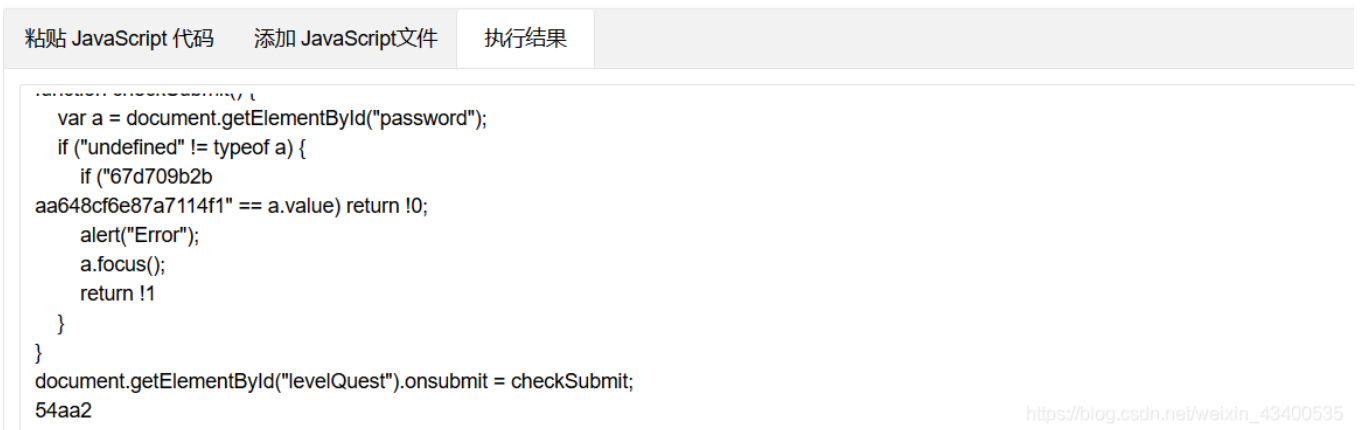 粘贴 JavaScript 代码 添加 JavaScript文件 执行结果
function checkSubmit() {
var a = document.getElementById("password");
if ("undefined" != typeof a) {
if ("67d709b2b
aa648cf6e87a7114f1" == a.value) return !0;
alert("Error");
a.focus();
return !1
}
}
document.getElementById("levelQuest").onsubmit = checkSubmit;
54aa2
https://blog.csdn.net/weixin_43400535